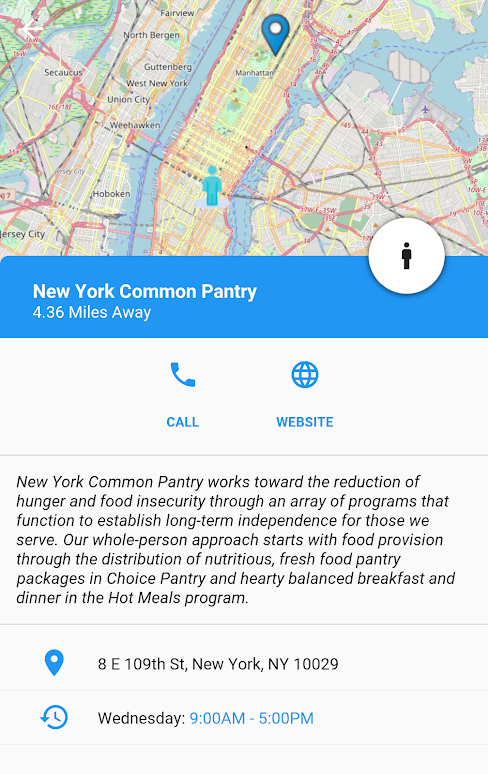 Fairview
North Bergen
Secaucus
Guttenberg
West New York
Union City
Manhattan
Weehawken
Jersey City
Hoboken
NJ 7
Jersey City
New York Common Pantry
4.36 Miles Away
CALL
WEBSITE
New York Common Pantry works toward the reduction of
hunger and food insecurity through an array of programs that
function to establish long-term independence for those we
serve. Our whole-person approach starts with food provision
through the distribution of nutritious, fresh food pantry
packages in Choice Pantry and hearty balanced breakfast and
dinner in the Hot Meals program.
8 E 109th St, New York, NY 10029
Wednesday: 9:00AM - 5:00PM